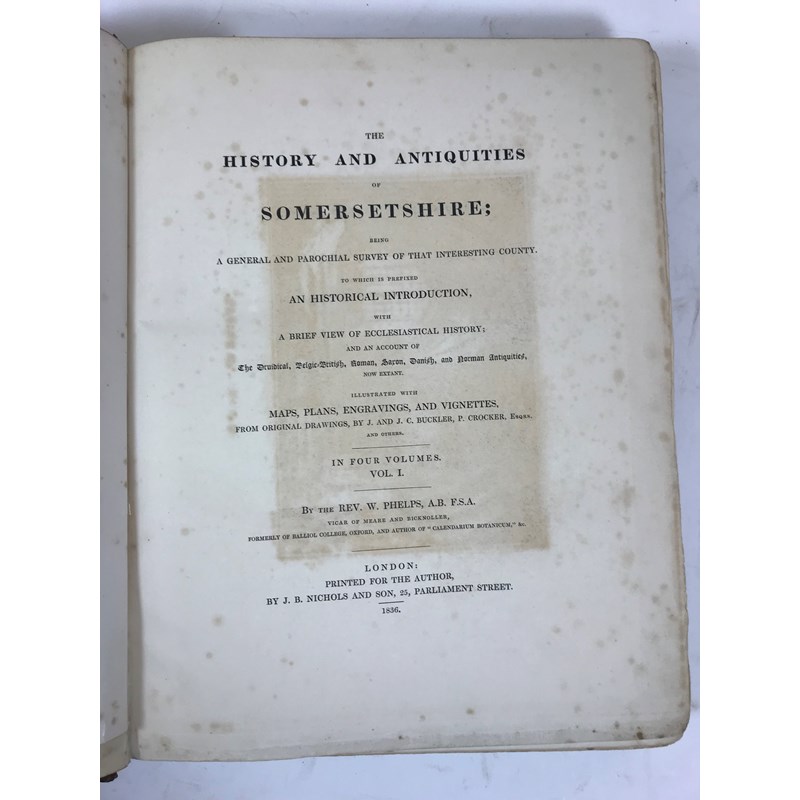 THE
HISTORY AND ANTIQUITIES
OF
SOMERSETSHIRE;
BEING
A GENERAL AND PAROCHIAL SURVEY OF THAT INTERESTING COUNTY.
TO WHICH IS PREFIXED
AN HISTORICAL INTRODUCTION,
WITH
A BRIEF VIEW OF ECCLESIASTICAL HISTORY;
AND AN ACCOUNT OF
The Druidical, Belgic-British, Roman, Saxon, Danish, and Norman Antiquities,
NOW EXTANT.
ILLUSTRATED WITH
MAPS, PLANS, ENGRAVINGS, AND VIGNETTES,
FROM ORIGINAL DRAWINGS, BY J. AND J. C. BUCKLER, P. CROCKER, ESQRS.
AND OTHERS.
IN FOUR VOLUMES.
VOL. I.
BY THE REV. W. PHELPS, A.B. F.S.A.
VICAR OF MEARE AND BICKNOLLER,
FORMERLY OF BALLIOL COLLEGE, OXFORD, AND AUTHOR OF "CALENDARIUM BOTANICUM," &c.
LONDON:
PRINTED FOR THE AUTHOR,
BY J. B. NICHOLS AND SON, 25, PARLIAMENT STREET.
1836.